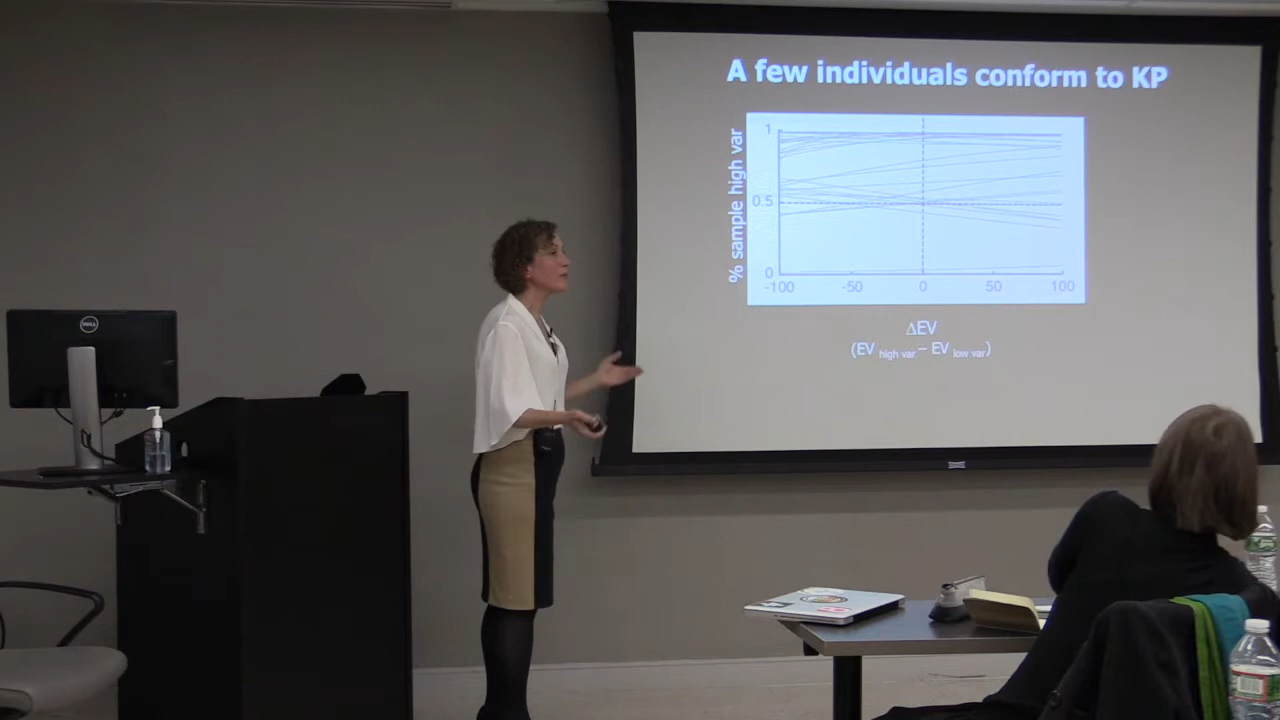 A few individuals conform to KP
% sample high var
1
0.5
0
-100 -50 0 50 100
ΔEV
(EV high var – EV low var)
DELL